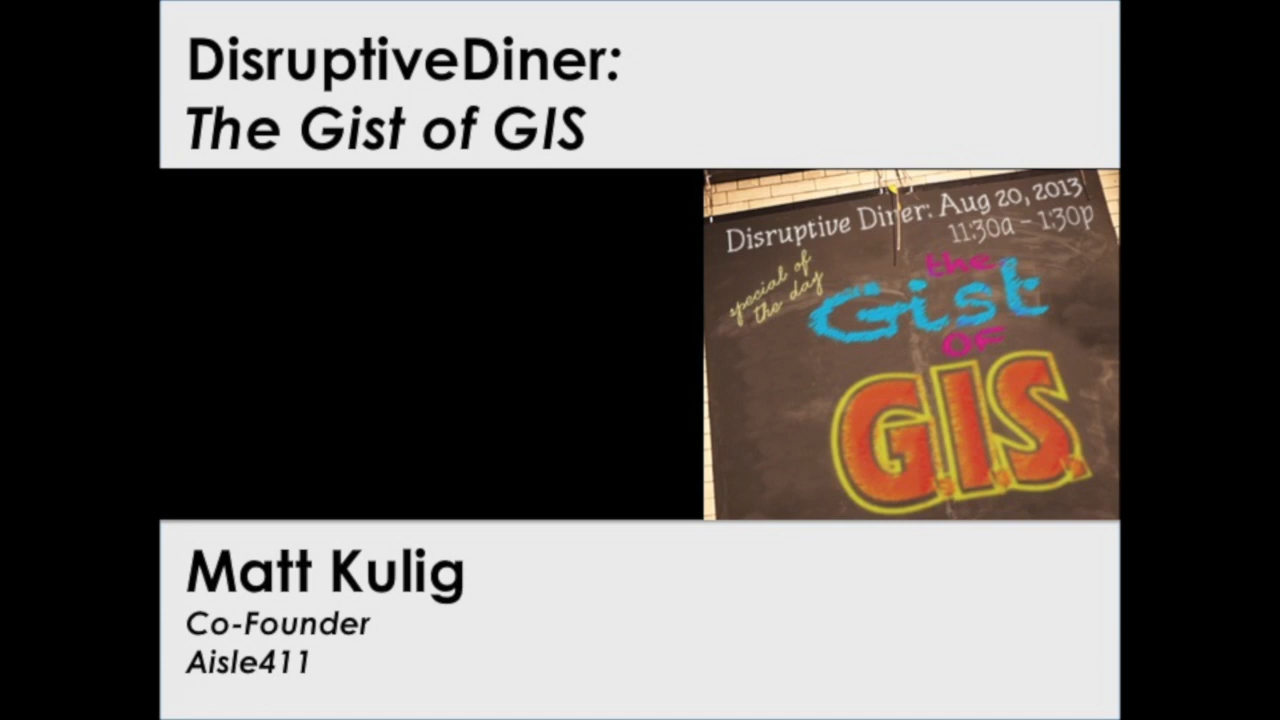 DisruptiveDiner:
The Gist of GIS
Disruptive Diner: Aug 20, 2013
11:30a - 1:30p
special of
the day
the
Gist
OF
G.I.S.
Matt Kulig
Co-Founder
Aisle411